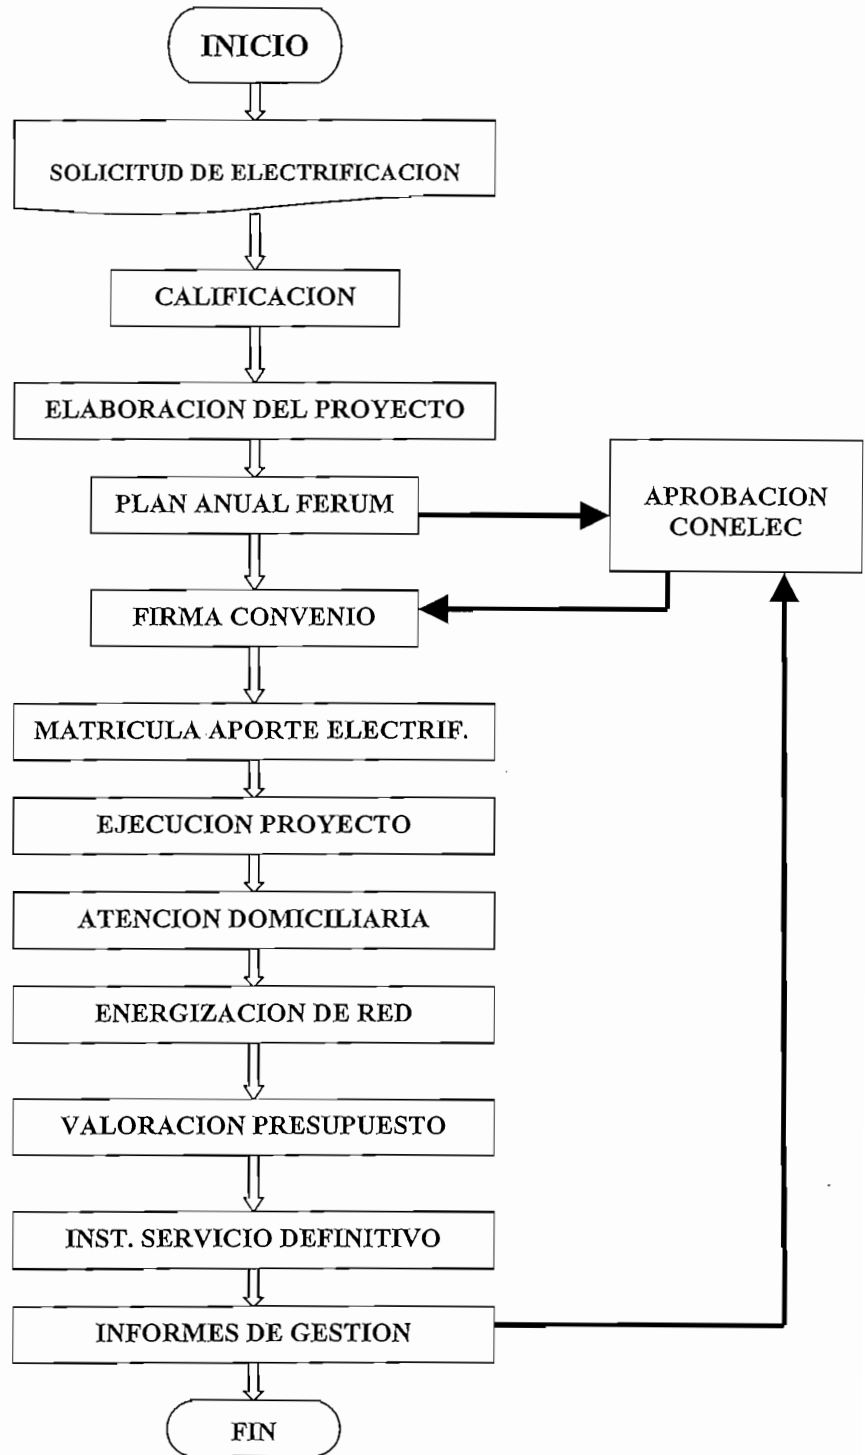 INICIO
SOLICITUD DE ELECTRIFICACION
CALIFICACION
ELABORACION DEL PROYECTO
PLAN ANUAL FERUM
APROBACION
CONELEC
FIRMA CONVENIO
MATRICULA APORTE ELECTRIF.
EJECUCION PROYECTO
ATENCION DOMICILIARIA
ENERGIZACION DE RED
VALORACION PRESUPUESTO
INST. SERVICIO DEFINITIVO
INFORMES DE GESTION
FIN